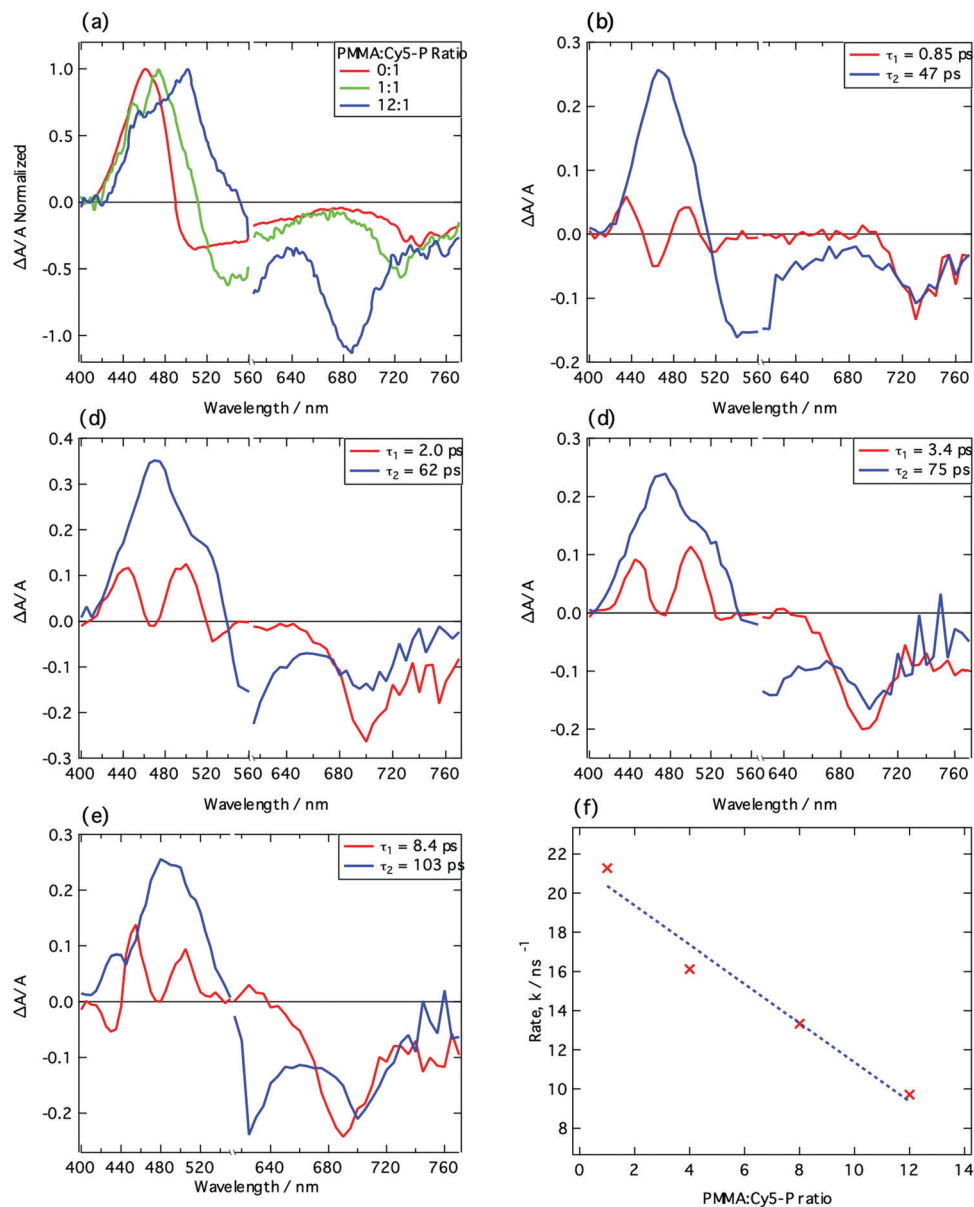 (a)
PMMA:Cy5-P Ratio
0:1
1:1
12:1
1.0
0.5
0.0
-0.5
-1.0
ΔA/ A Normalized
400 440 480 520 560 640 680 720 760
Wavelength / nm
(b)
τ1 = 0.85 ps
τ2 = 47 ps
0.3
0.2
0.1
0.0
-0.1
-0.2
ΔA/ A
400 440 480 520 560 640 680 720 760
Wavelength / nm
(d)
τ1 = 2.0 ps
τ2 = 62 ps
0.4
0.3
0.2
0.1
0.0
-0.1
-0.2
-0.3
ΔA/ A
400 440 480 520 560 640 680 720 760
Wavelength / nm
(d)
τ1 = 3.4 ps
τ2 = 75 ps
0.3
0.2
0.1
0.0
-0.1
-0.2
ΔA/ A
400 440 480 520 560 640 680 720 760
Wavelength / nm
(e)
τ1 = 8.4 ps
τ2 = 103 ps
0.3
0.2
0.1
0.0
-0.1
-0.2
ΔA/ A
400 440 480 520 640 680 720 760
Wavelength / nm
(f)
22
20
18
16
14
12
10
8
Rate, k / ns-1
0 2 4 6 8 10 12 14
PMMA:Cy5-P ratio